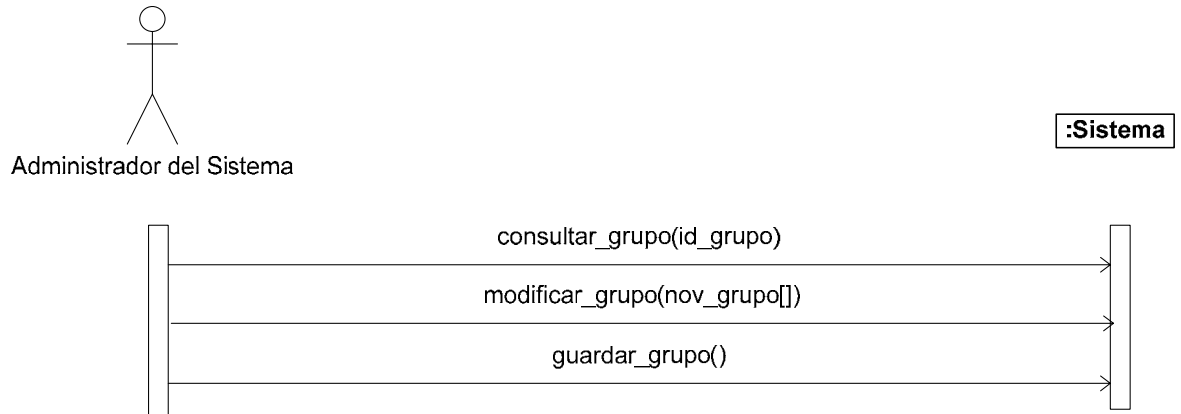 :Sistema
Administrador del Sistema
consultar_grupo(id_grupo)
modificar_grupo(nov_grupo[])
guardar_grupo()